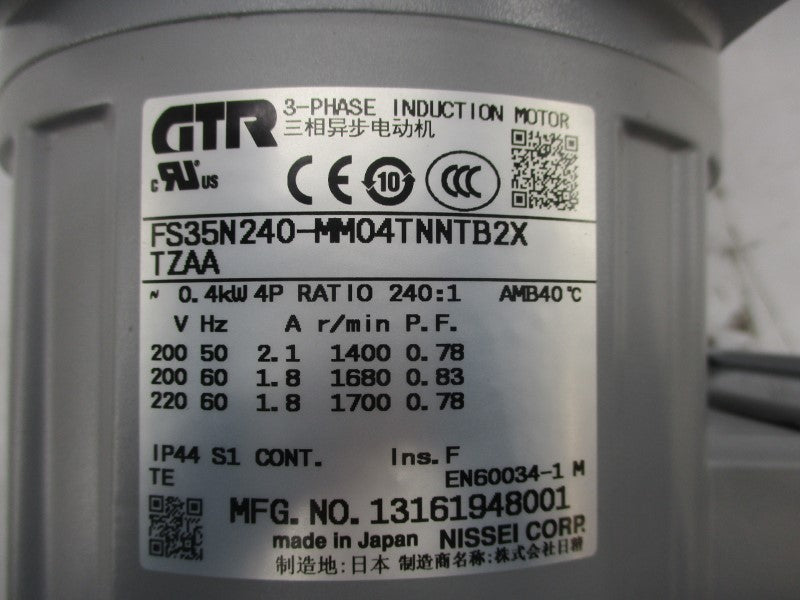 GTR 3-PHASE INDUCTION MOTOR
三相异步电动机
c RU US CE 10 CCC
FS35N240-MM04TNNTB2X
TZAA
~ 0.4kW 4P RATIO 240:1 AMB40℃
V Hz A r/min P.F.
200 50 2.1 1400 0.78
200 60 1.8 1680 0.83
220 60 1.8 1700 0.78
IP44 S1 CONT. Ins.F
TE EN60034-1 M
MFG. NO. 13161948001
made in Japan NISSEI CORP.
制造地:日本 制造商名称:株式会社日精